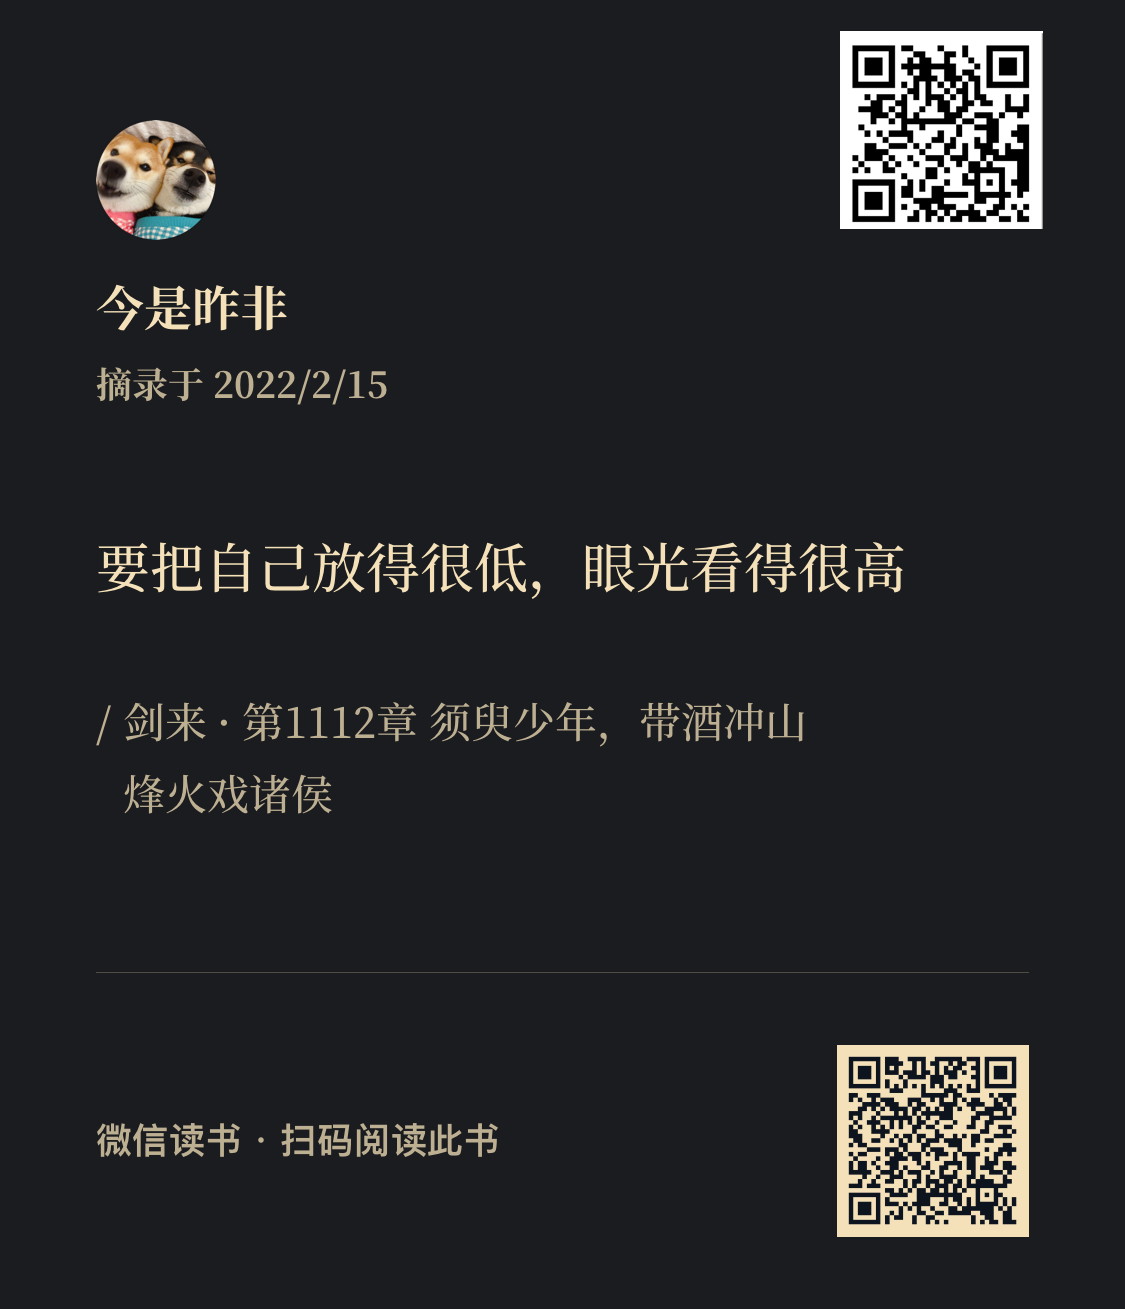 今是昨非
摘录于 2022/2/15
要把自己放得很低，眼光看得很高
/ 剑来 · 第1112章 须臾少年，带酒冲山
烽火戏诸侯
微信读书 · 扫码阅读此书